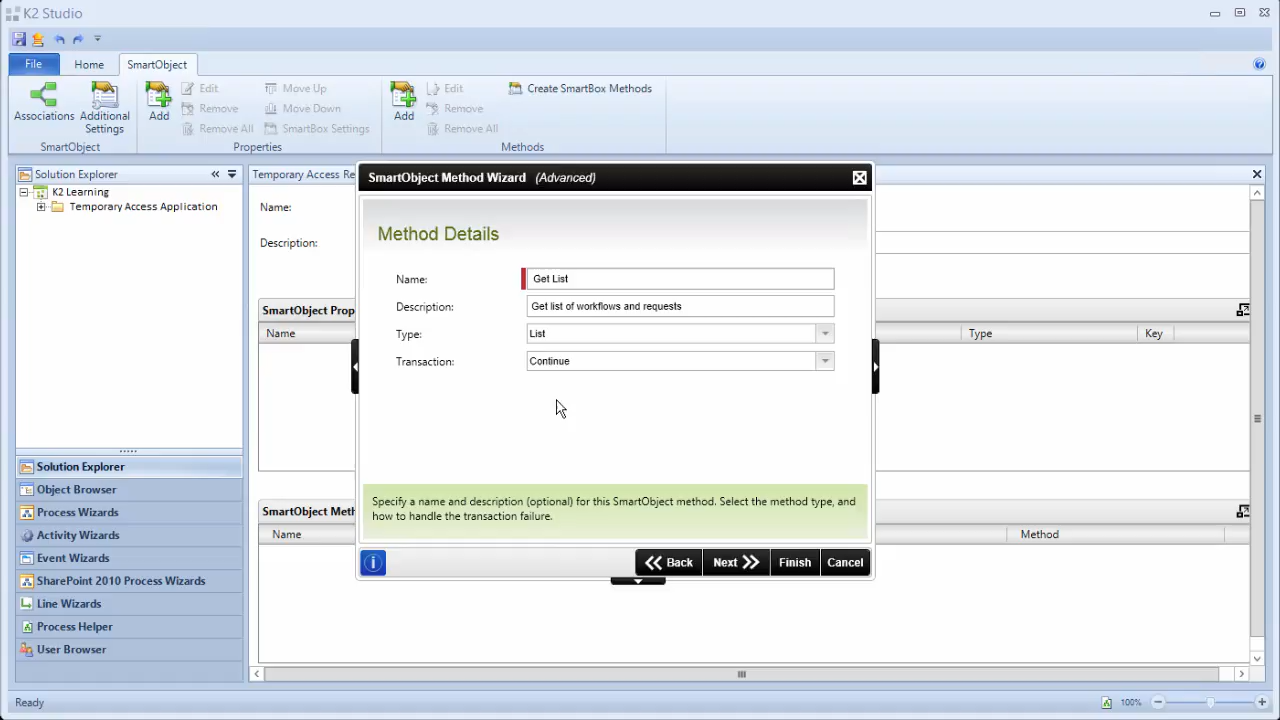 K2 Studio
File
Home
SmartObject
Associations
Additional
Settings
SmartObject
Add
Edit
Remove
Remove All
Move Up
Move Down
SmartBox Settings
Properties
Add
Edit
Remove
Remove All
Create SmartBox Methods
Methods
Solution Explorer
K2 Learning
Temporary Access Application
Solution Explorer
Object Browser
Process Wizards
Activity Wizards
Event Wizards
SharePoint 2010 Process Wizards
Line Wizards
Process Helper
User Browser
Temporary Access Re
Name:
Description:
SmartObject Prop
Name
Type
Key
SmartObject Meth
Name
Method
SmartObject Method Wizard (Advanced)
Method Details
Name: Get List
Description: Get list of workflows and requests
Type: List
Transaction: Continue
Specify a name and description (optional) for this SmartObject method. Select the method type, and
how to handle the transaction failure.
Back
Next
Finish
Cancel
Ready
100%